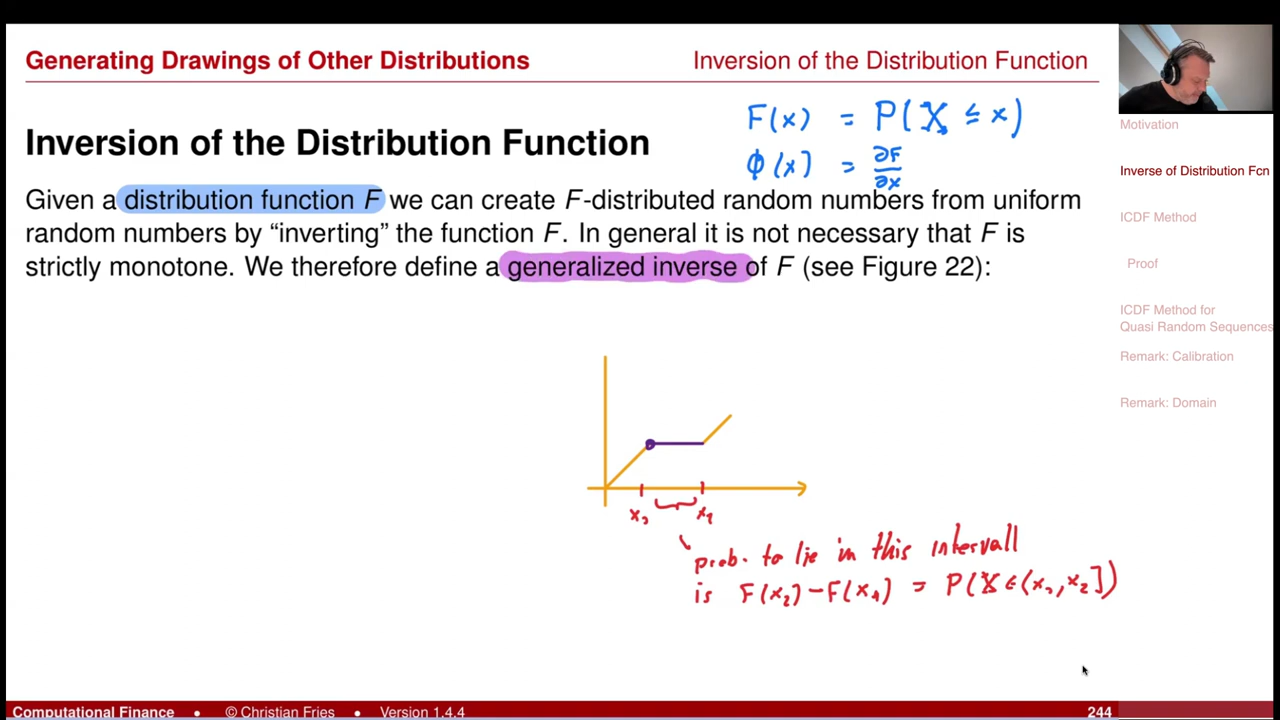 Generating Drawings of Other Distributions
Inversion of the Distribution Function
Inversion of the Distribution Function
F(x) = P(X ≤ x)
ϕ(x) = ∂F/∂x
Given a distribution function F we can create F-distributed random numbers from uniform
random numbers by “inverting” the function F. In general it is not necessary that F is
strictly monotone. We therefore define a generalized inverse of F (see Figure 22):
x₁ x₂
prob. to lie in this intervall
is F(x₂) − F(x₁) = P(X ∈ (x₁, x₂])
Motivation
Inverse of Distribution Fcn
ICDF Method
Proof
ICDF Method for
Quasi Random Sequences
Remark: Calibration
Remark: Domain
Computational Finance • © Christian Fries • Version 1.4.4 244